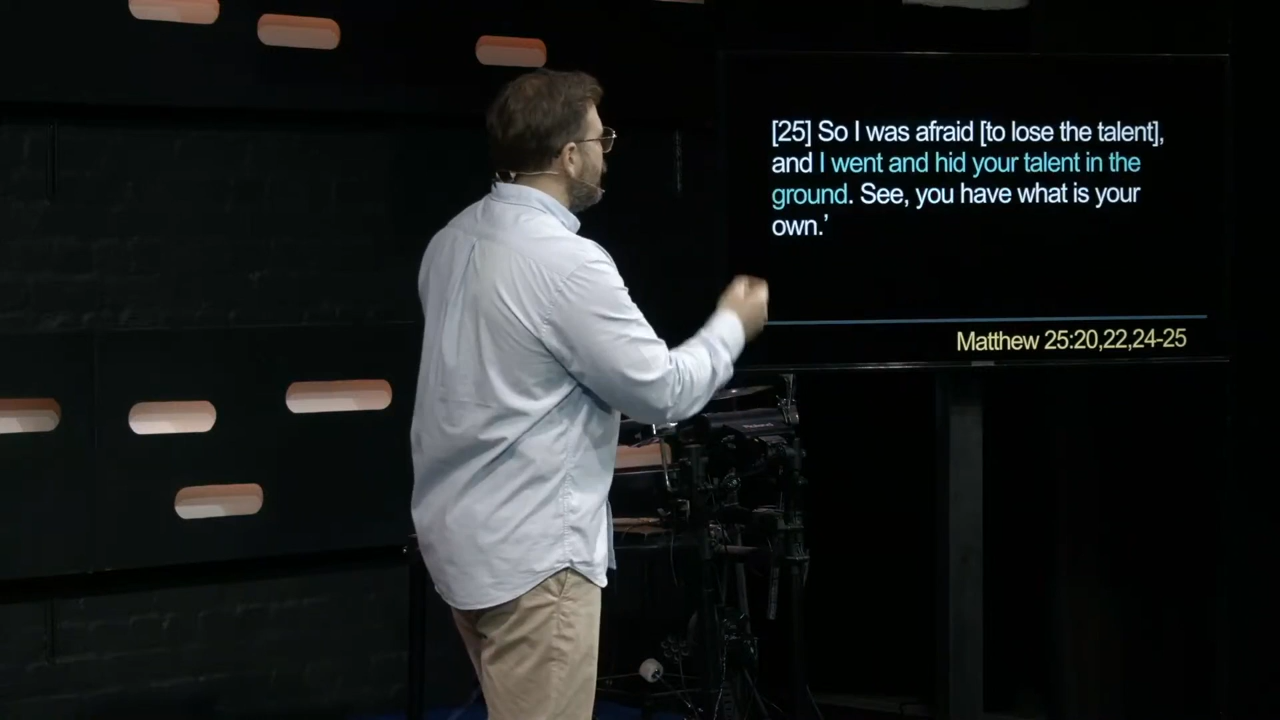 [25] So I was afraid [to lose the talent],
and I went and hid your talent in the
ground. See, you have what is your
own.’
Matthew 25:20,22,24-25
Roland